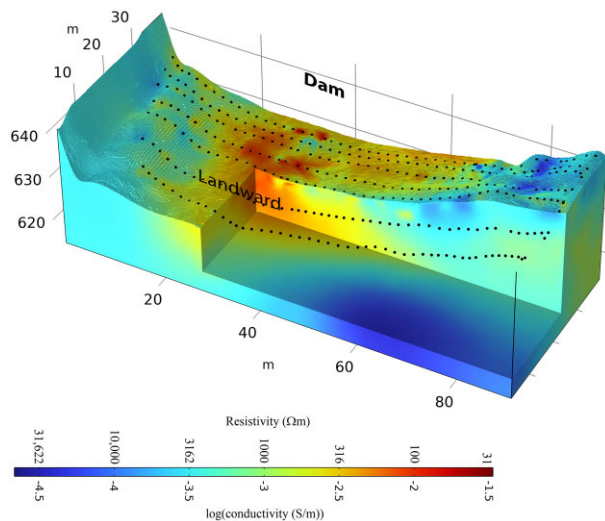 m
30
20
10
Dam
640
630
620
Landward
20
40
60
80
m
Resistivity (Ωm)
31,622 10,000 3162 1000 316 100 31
-4.5 -4 -3.5 -3 -2.5 -2 -1.5
log(conductivity (S/m))